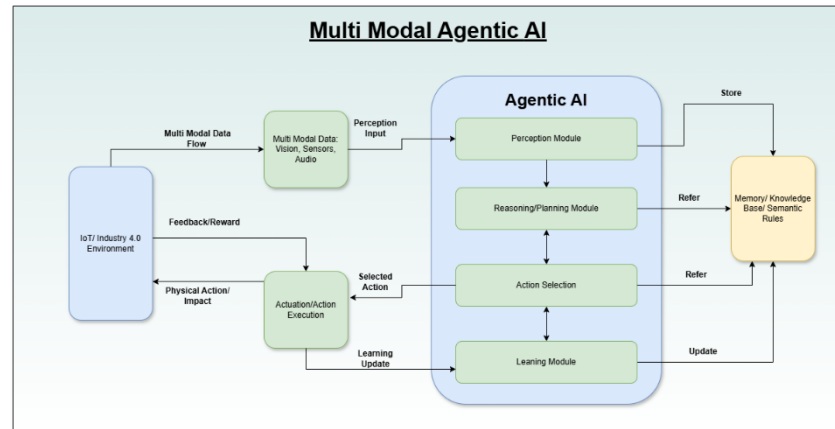 Multi Modal Agentic AI
Agentic AI
Store
Multi Modal Data
Flow
Multi Modal Data:
Vision, Sensors,
Audio
Perception
Input
Perception Module
Reasoning/Planning Module
Refer
Memory/ Knowledge
Base/ Semantic
Rules
IoT/ Industry 4.0
Environment
Feedback/Reward
Physical Action/
Impact
Actuation/Action
Execution
Selected
Action
Action Selection
Refer
Learning
Update
Leaning Module
Update